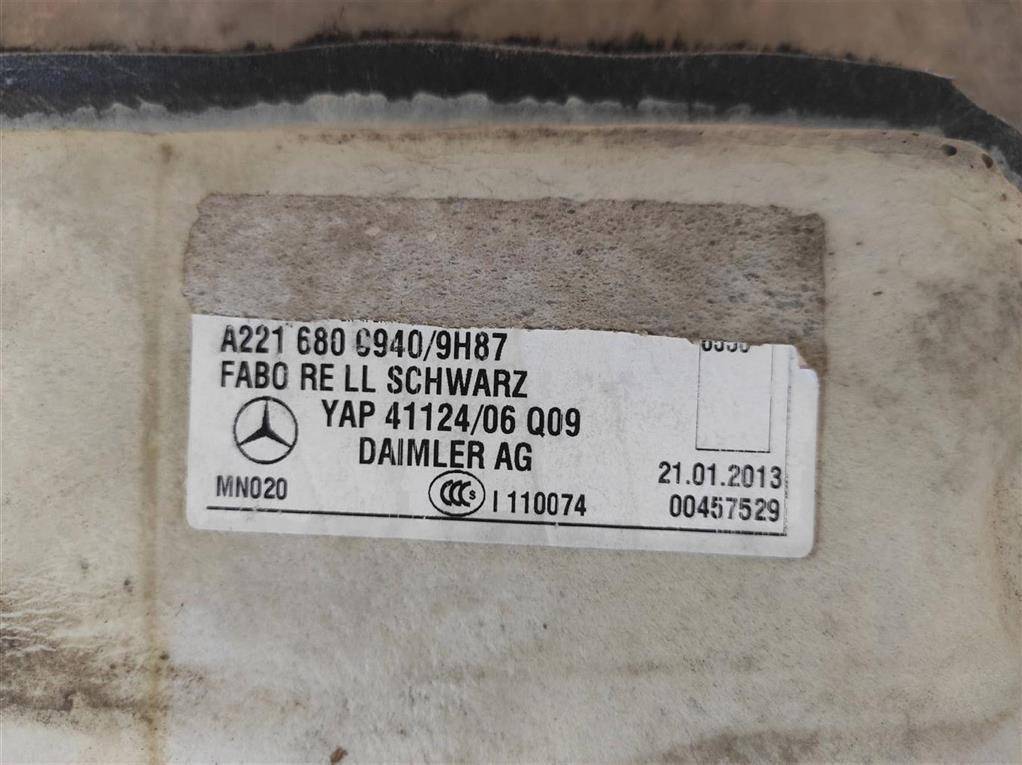 A221 680 0940/9H87
FABO RE LL SCHWARZ
YAP 41124/06 Q09
DAIMLER AG
21.01.2013
MN020
CCC S
I 110074
00457529